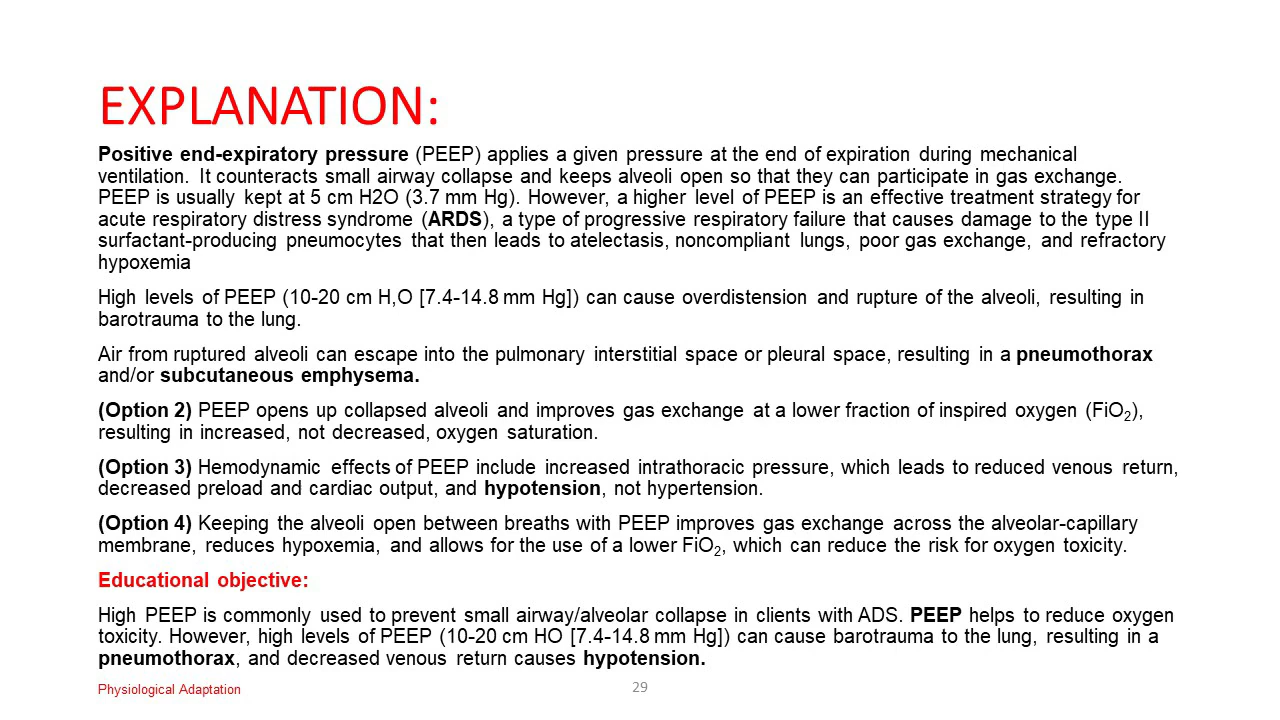 EXPLANATION:
Positive end-expiratory pressure (PEEP) applies a given pressure at the end of expiration during mechanical
ventilation. It counteracts small airway collapse and keeps alveoli open so that they can participate in gas exchange.
PEEP is usually kept at 5 cm H2O (3.7 mm Hg). However, a higher level of PEEP is an effective treatment strategy for
acute respiratory distress syndrome (ARDS), a type of progressive respiratory failure that causes damage to the type II
surfactant-producing pneumocytes that then leads to atelectasis, noncompliant lungs, poor gas exchange, and refractory
hypoxemia
High levels of PEEP (10-20 cm H,O [7.4-14.8 mm Hg]) can cause overdistension and rupture of the alveoli, resulting in
barotrauma to the lung.
Air from ruptured alveoli can escape into the pulmonary interstitial space or pleural space, resulting in a pneumothorax
and/or subcutaneous emphysema.
(Option 2) PEEP opens up collapsed alveoli and improves gas exchange at a lower fraction of inspired oxygen (FiO₂),
resulting in increased, not decreased, oxygen saturation.
(Option 3) Hemodynamic effects of PEEP include increased intrathoracic pressure, which leads to reduced venous return,
decreased preload and cardiac output, and hypotension, not hypertension.
(Option 4) Keeping the alveoli open between breaths with PEEP improves gas exchange across the alveolar-capillary
membrane, reduces hypoxemia, and allows for the use of a lower FiO₂, which can reduce the risk for oxygen toxicity.
Educational objective:
High PEEP is commonly used to prevent small airway/alveolar collapse in clients with ADS. PEEP helps to reduce oxygen
toxicity. However, high levels of PEEP (10-20 cm HO [7.4-14.8 mm Hg]) can cause barotrauma to the lung, resulting in a
pneumothorax, and decreased venous return causes hypotension.
Physiological Adaptation
29